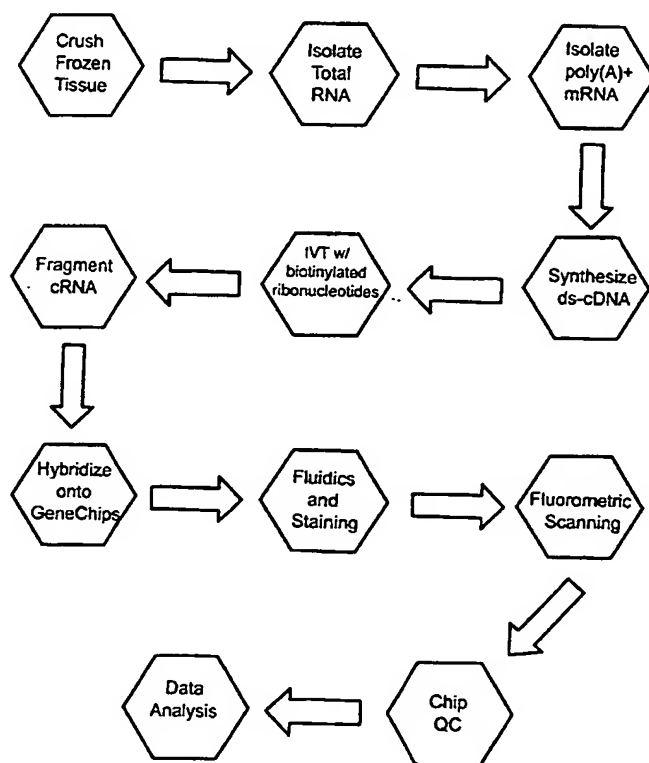 Crush
Frozen
Tissue
Isolate
Total
RNA
Isolate
poly(A)+
mRNA
Synthesize
ds-cDNA
IVT w/
biotinylated
ribonucleotides
Fragment
cRNA
Hybridize
onto
GeneChips
Fluidics
and
Staining
Fluorometric
Scanning
Chip
QC
Data
Analysis